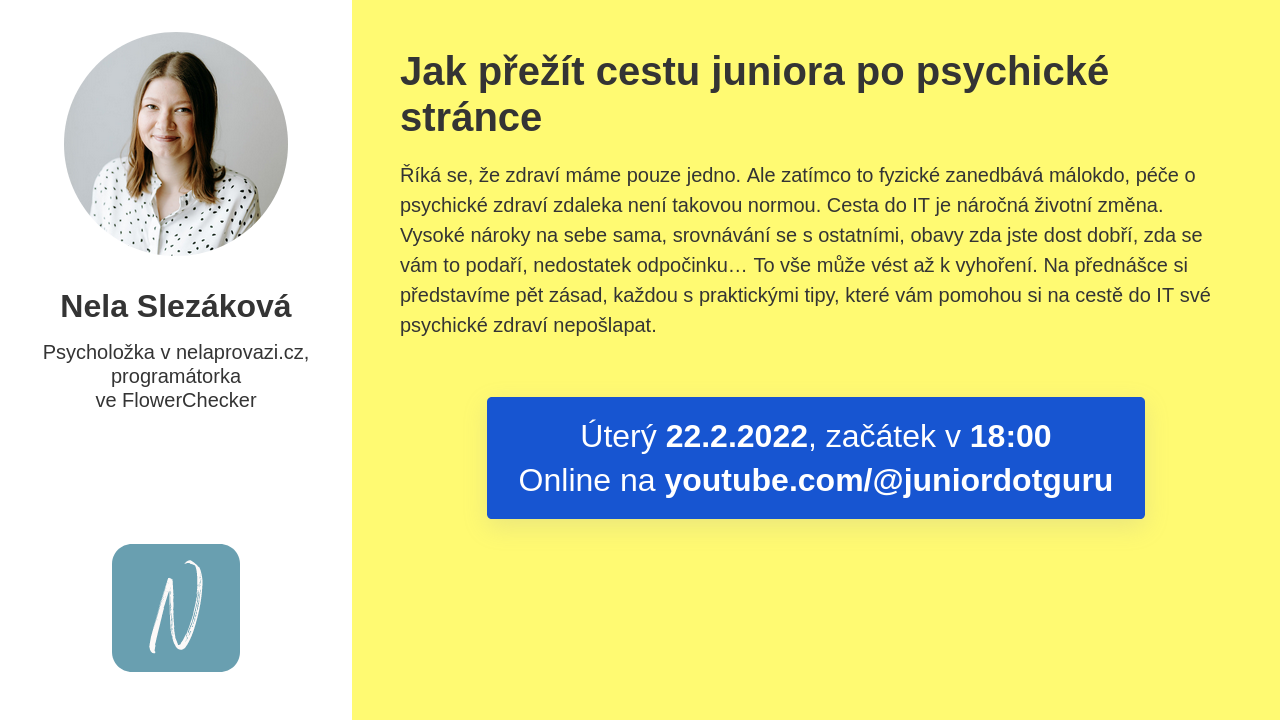 Jak přežít cestu juniora po psychické
stránce
Říká se, že zdraví máme pouze jedno. Ale zatímco to fyzické zanedbává málokdo, péče o
psychické zdraví zdaleka není takovou normou. Cesta do IT je náročná životní změna.
Vysoké nároky na sebe sama, srovnávání se s ostatními, obavy zda jste dost dobří, zda se
vám to podaří, nedostatek odpočinku… To vše může vést až k vyhoření. Na přednášce si
představíme pět zásad, každou s praktickými tipy, které vám pomohou si na cestě do IT své
psychické zdraví nepošlapat.
Úterý 22.2.2022, začátek v 18:00
Online na youtube.com/@juniordotguru
Nela Slezáková
Psycholožka v nelaprovazi.cz,
programátorka
ve FlowerChecker
N